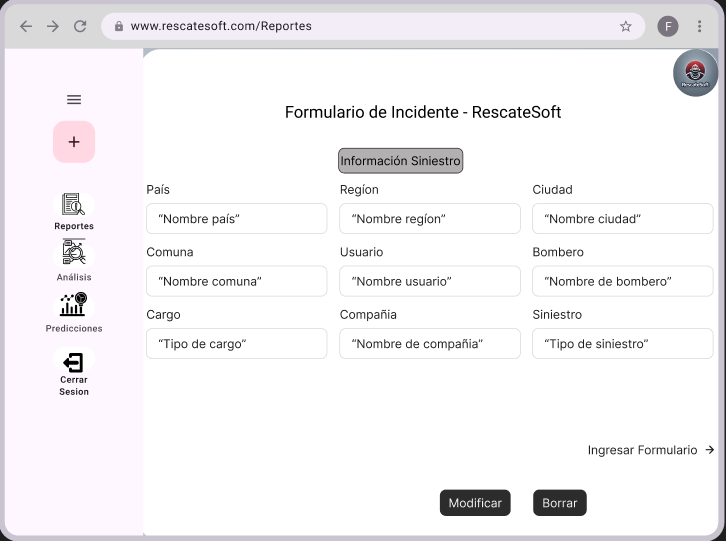 www.rescatesoft.com/Reportes
F
RescateSoft
Formulario de Incidente - RescateSoft
+
Información Siniestro
País
Regíon
Ciudad
“Nombre país”
“Nombre regíon”
“Nombre ciudad”
Reportes
Comuna
Usuario
Bombero
Análisis
“Nombre comuna”
“Nombre usuario”
“Nombre de bombero”
Cargo
Compañia
Siniestro
Predicciones
“Tipo de cargo”
“Nombre de compañia”
“Tipo de siniestro”
Cerrar
Sesion
Ingresar Formulario →
Modificar
Borrar